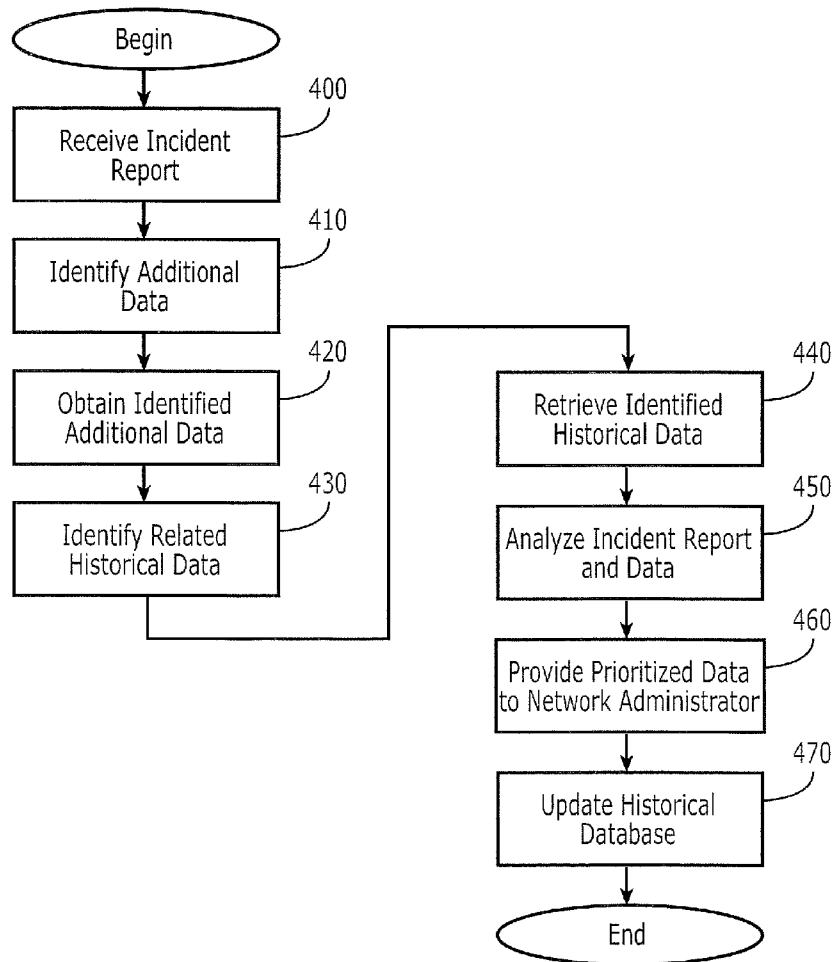 Begin
400
Receive Incident
Report
410
Identify Additional
Data
420
Obtain Identified
Additional Data
430
Identify Related
Historical Data
440
Retrieve Identified
Historical Data
450
Analyze Incident Report
and Data
460
Provide Prioritized Data
to Network Administrator
470
Update Historical
Database
End